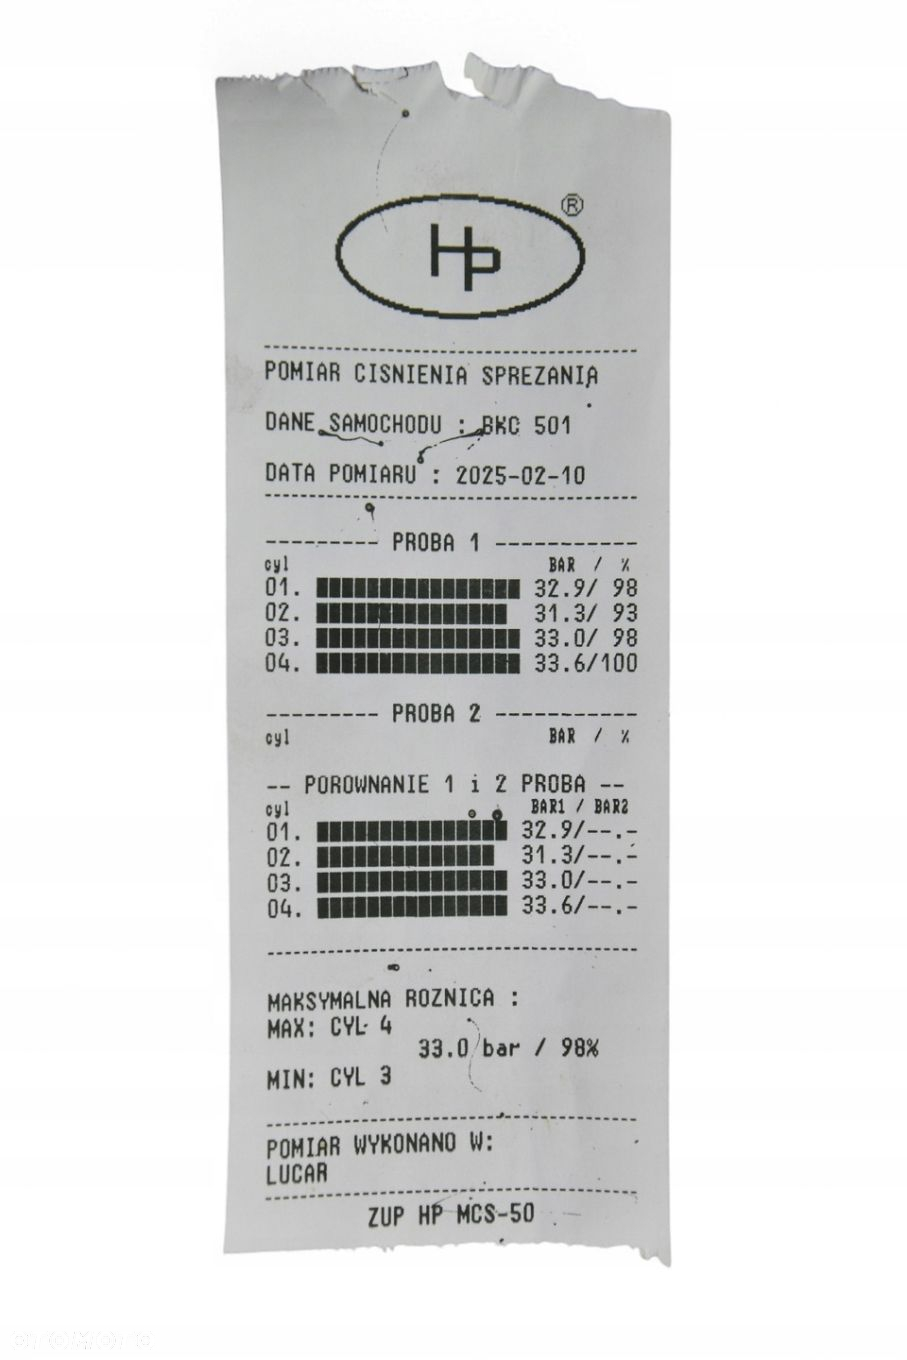 HP ®
POMIAR CISNIENIA SPREZANIA
DANE SAMOCHODU : BKC 501
DATA POMIARU : 2025-02-10
--------- PROBA 1 -----------
cyl BAR / %
01. 32.9/ 98
02. 31.3/ 93
03. 33.0/ 98
04. 33.6/100
--------- PROBA 2 -----------
cyl BAR / %
-- POROWNANIE 1 i 2 PROBA --
cyl BAR1 / BAR2
01. 32.9/--.-
02. 31.3/--.-
03. 33.0/--.-
04. 33.6/--.-
MAKSYMALNA ROZNICA :
MAX: CYL 4
33.0 bar / 98%
MIN: CYL 3
POMIAR WYKONANO W:
LUCAR
ZUP HP MCS-50